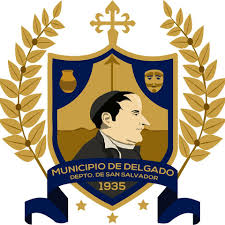 MUNICIPIO DE DELGADO
DEPTO. DE SAN SALVADOR
1935